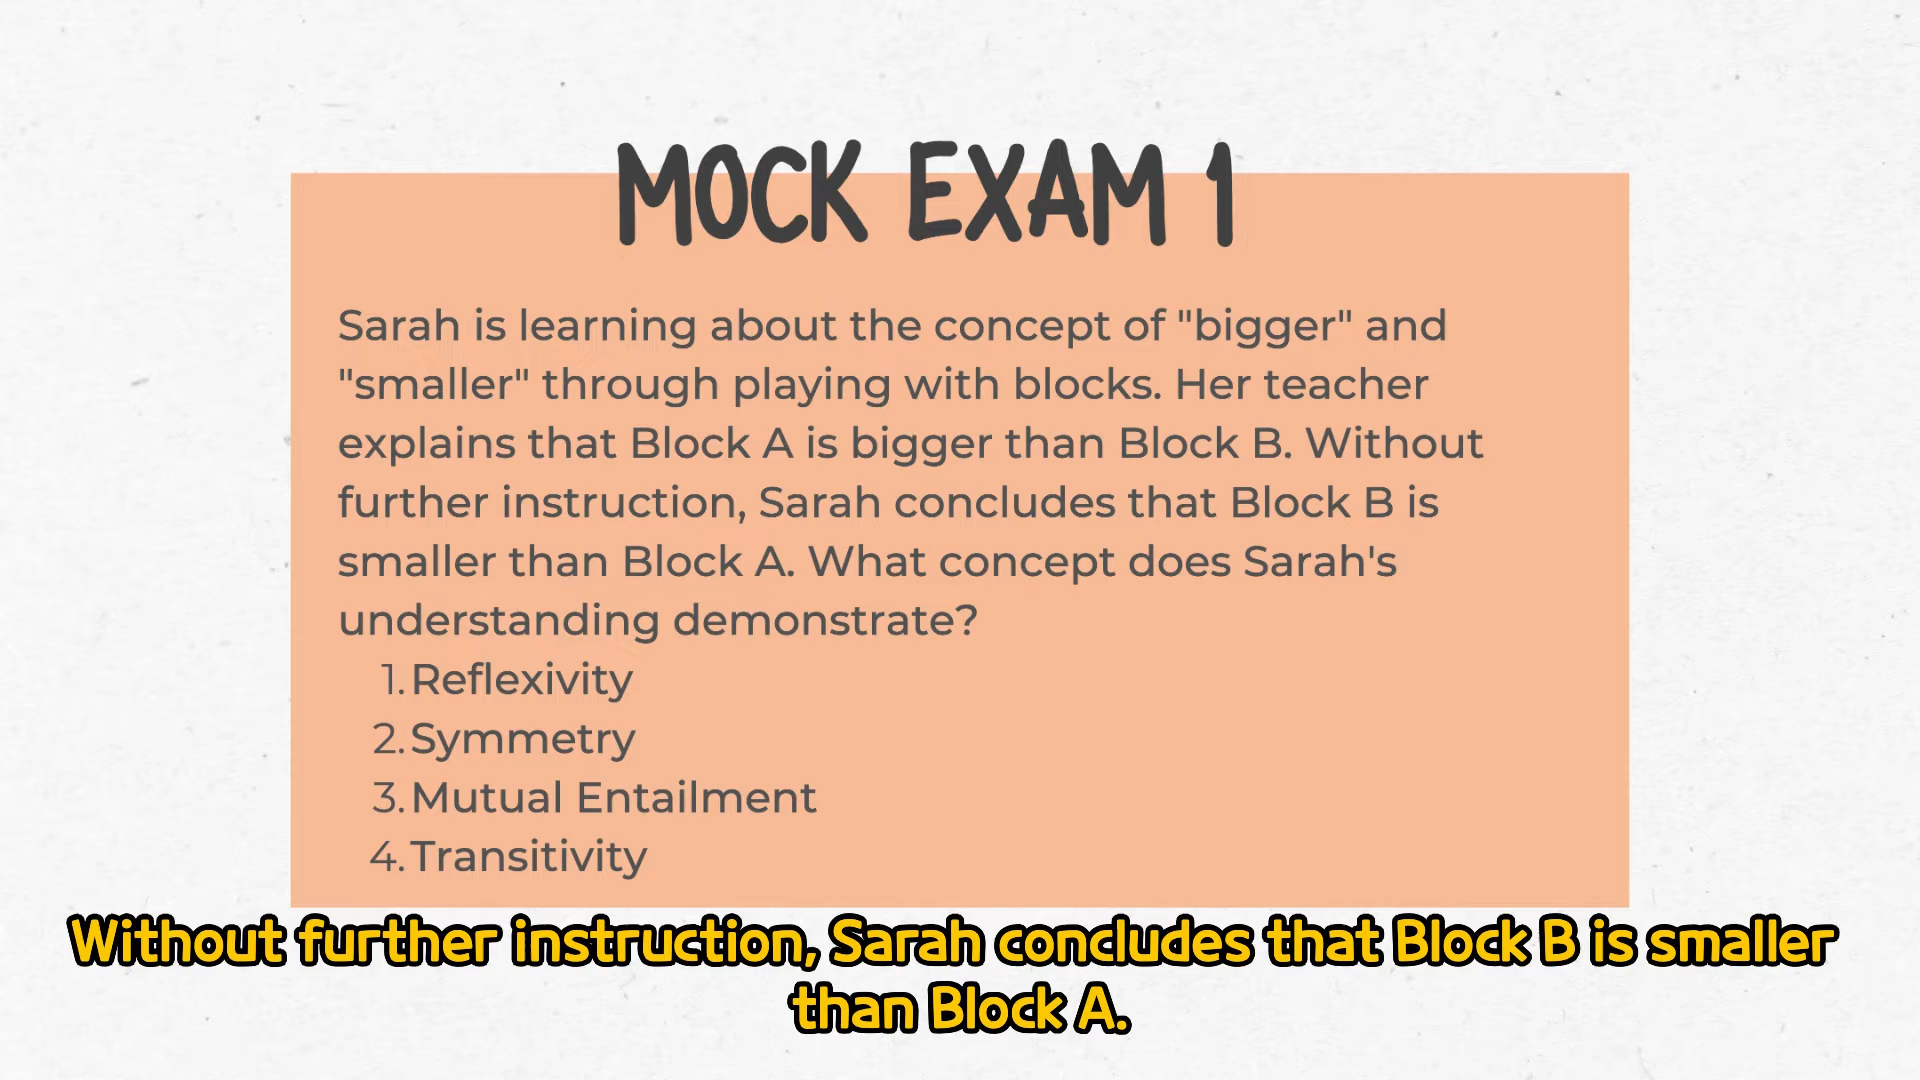 MOCK EXAM 1
Sarah is learning about the concept of "bigger" and
"smaller" through playing with blocks. Her teacher
explains that Block A is bigger than Block B. Without
further instruction, Sarah concludes that Block B is
smaller than Block A. What concept does Sarah's
understanding demonstrate?
1. Reflexivity
2. Symmetry
3. Mutual Entailment
4. Transitivity
Without further instruction, Sarah concludes that Block B is smaller
than Block A.